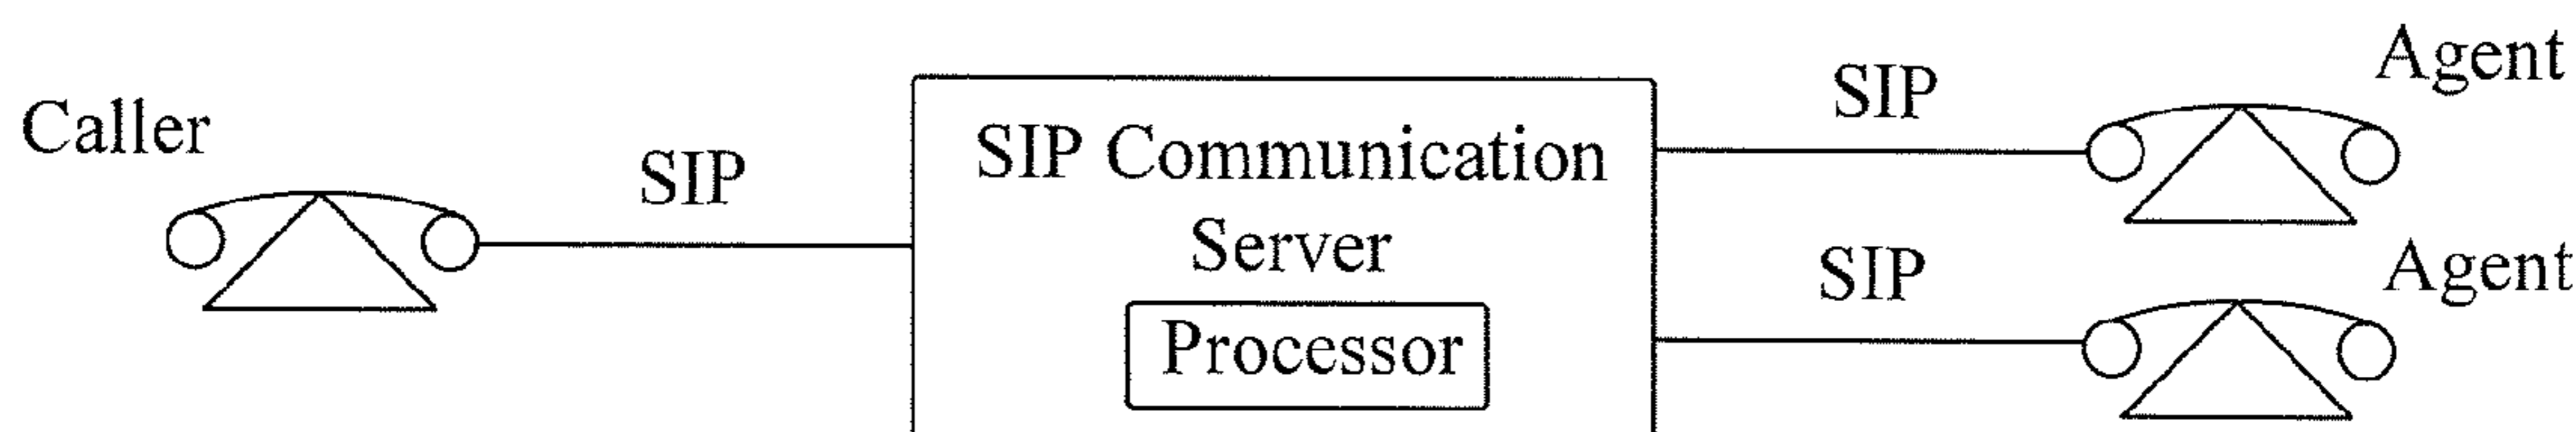 Caller
SIP
SIP Communication
Server
Processor
SIP
Agent
SIP
Agent